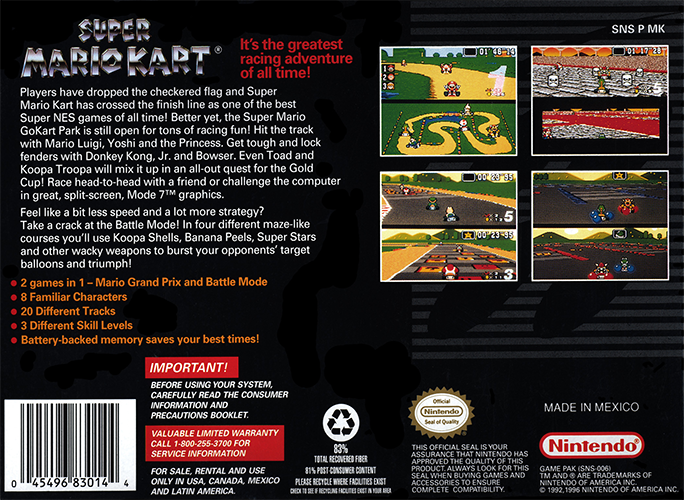 SUPER
MARIO KART®
It's the greatest
racing adventure
of all time!
SNS P MK
Players have dropped the checkered flag and Super
Mario Kart has crossed the finish line as one of the best
Super NES games of all time! Better yet, the Super Mario
GoKart Park is still open for tons of racing fun! Hit the track
with Mario Luigi, Yoshi and the Princess. Get tough and lock
fenders with Donkey Kong, Jr. and Bowser. Even Toad and
Koopa Troopa will mix it up in an all-out quest for the Gold
Cup! Race head-to-head with a friend or challenge the computer
in great, split-screen, Mode 7™ graphics.
Feel like a bit less speed and a lot more strategy?
Take a crack at the Battle Mode! In four different maze-like
courses you'll use Koopa Shells, Banana Peels, Super Stars
and other wacky weapons to burst your opponents' target
balloons and triumph!
• 2 games in 1 – Mario Grand Prix and Battle Mode
• 8 Familiar Characters
• 20 Different Tracks
• 3 Different Skill Levels
• Battery-backed memory saves your best times!
IMPORTANT!
BEFORE USING YOUR SYSTEM,
CAREFULLY READ THE CONSUMER
INFORMATION AND
PRECAUTIONS BOOKLET.
VALUABLE LIMITED WARRANTY
CALL 1-800-255-3700 FOR
SERVICE INFORMATION
FOR SALE, RENTAL AND USE
ONLY IN USA, CANADA, MEXICO
AND LATIN AMERICA.
0 45496 83014 4
83%
TOTAL RECOVERED FIBER
81% POST CONSUMER CONTENT
PLEASE RECYCLE WHERE FACILITIES EXIST
CHECK TO SEE IF RECYCLING FACILITIES EXIST IN YOUR AREA
Official
Nintendo
Seal of Quality
THIS OFFICIAL SEAL IS YOUR
ASSURANCE THAT NINTENDO HAS
APPROVED THE QUALITY OF THIS
PRODUCT. ALWAYS LOOK FOR THIS
SEAL WHEN BUYING GAMES AND
ACCESSORIES TO ENSURE
COMPLETE COMPATIBILITY.
MADE IN MEXICO
Nintendo®
GAME PAK (SNS-006)
TM AND ® ARE TRADEMARKS OF
NINTENDO OF AMERICA INC.
© 1992, 1996 NINTENDO OF AMERICA INC.